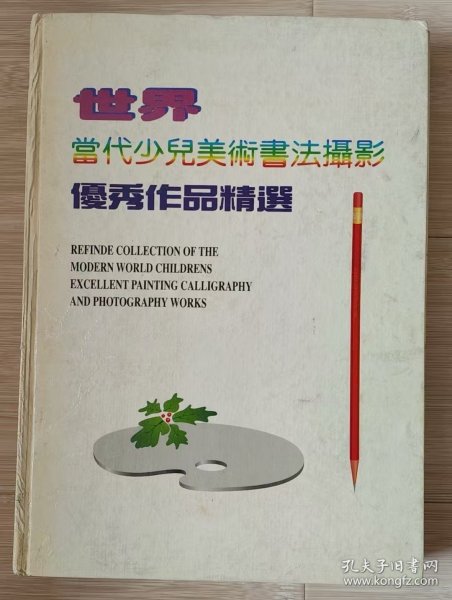 世界
當代少兒美術書法攝影
優秀作品精選
REFINDE COLLECTION OF THE
MODERN WORLD CHILDRENS
EXCELLENT PAINTING CALLIGRAPHY
AND PHOTOGRAPHY WORKS
孔夫子旧书网
www.kongfz.com